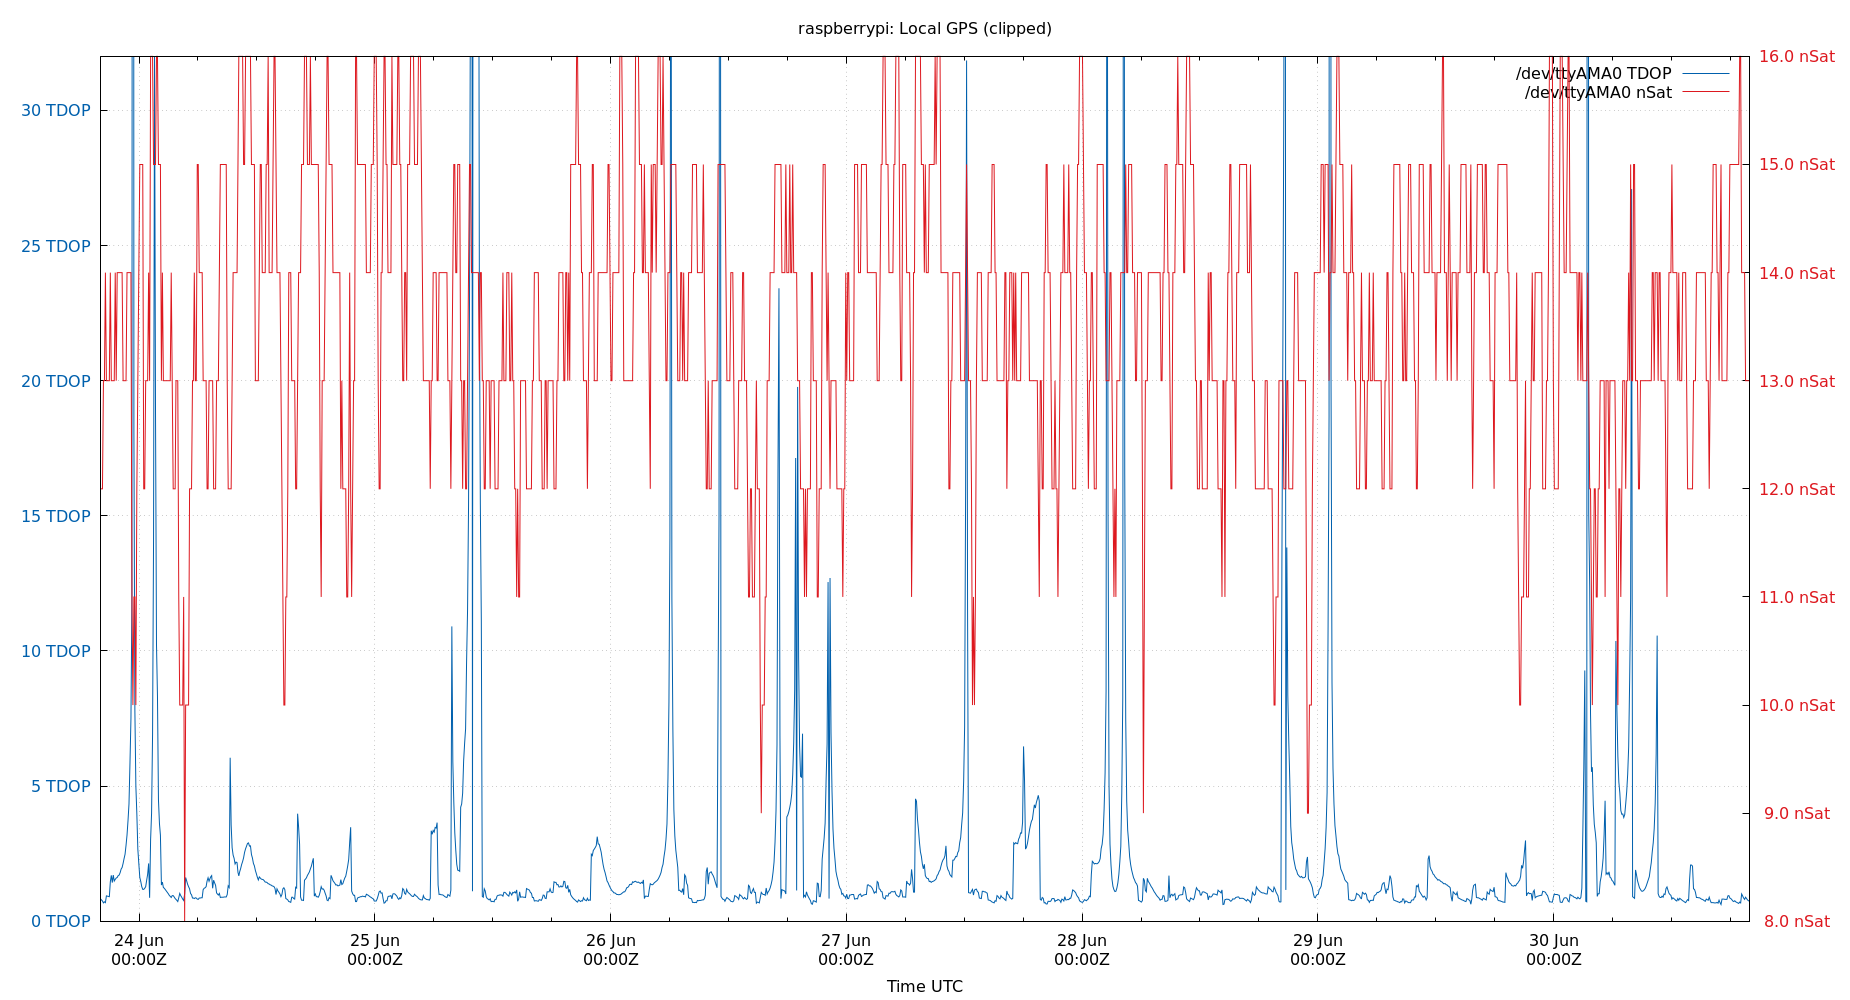 raspberrypi: Local GPS (clipped)
/dev/ttyAMA0 TDOP
/dev/ttyAMA0 nSat
30 TDOP
25 TDOP
20 TDOP
15 TDOP
10 TDOP
5 TDOP
0 TDOP
16.0 nSat
15.0 nSat
14.0 nSat
13.0 nSat
12.0 nSat
11.0 nSat
10.0 nSat
9.0 nSat
8.0 nSat
24 Jun
00:00Z
25 Jun
00:00Z
26 Jun
00:00Z
27 Jun
00:00Z
28 Jun
00:00Z
29 Jun
00:00Z
30 Jun
00:00Z
Time UTC